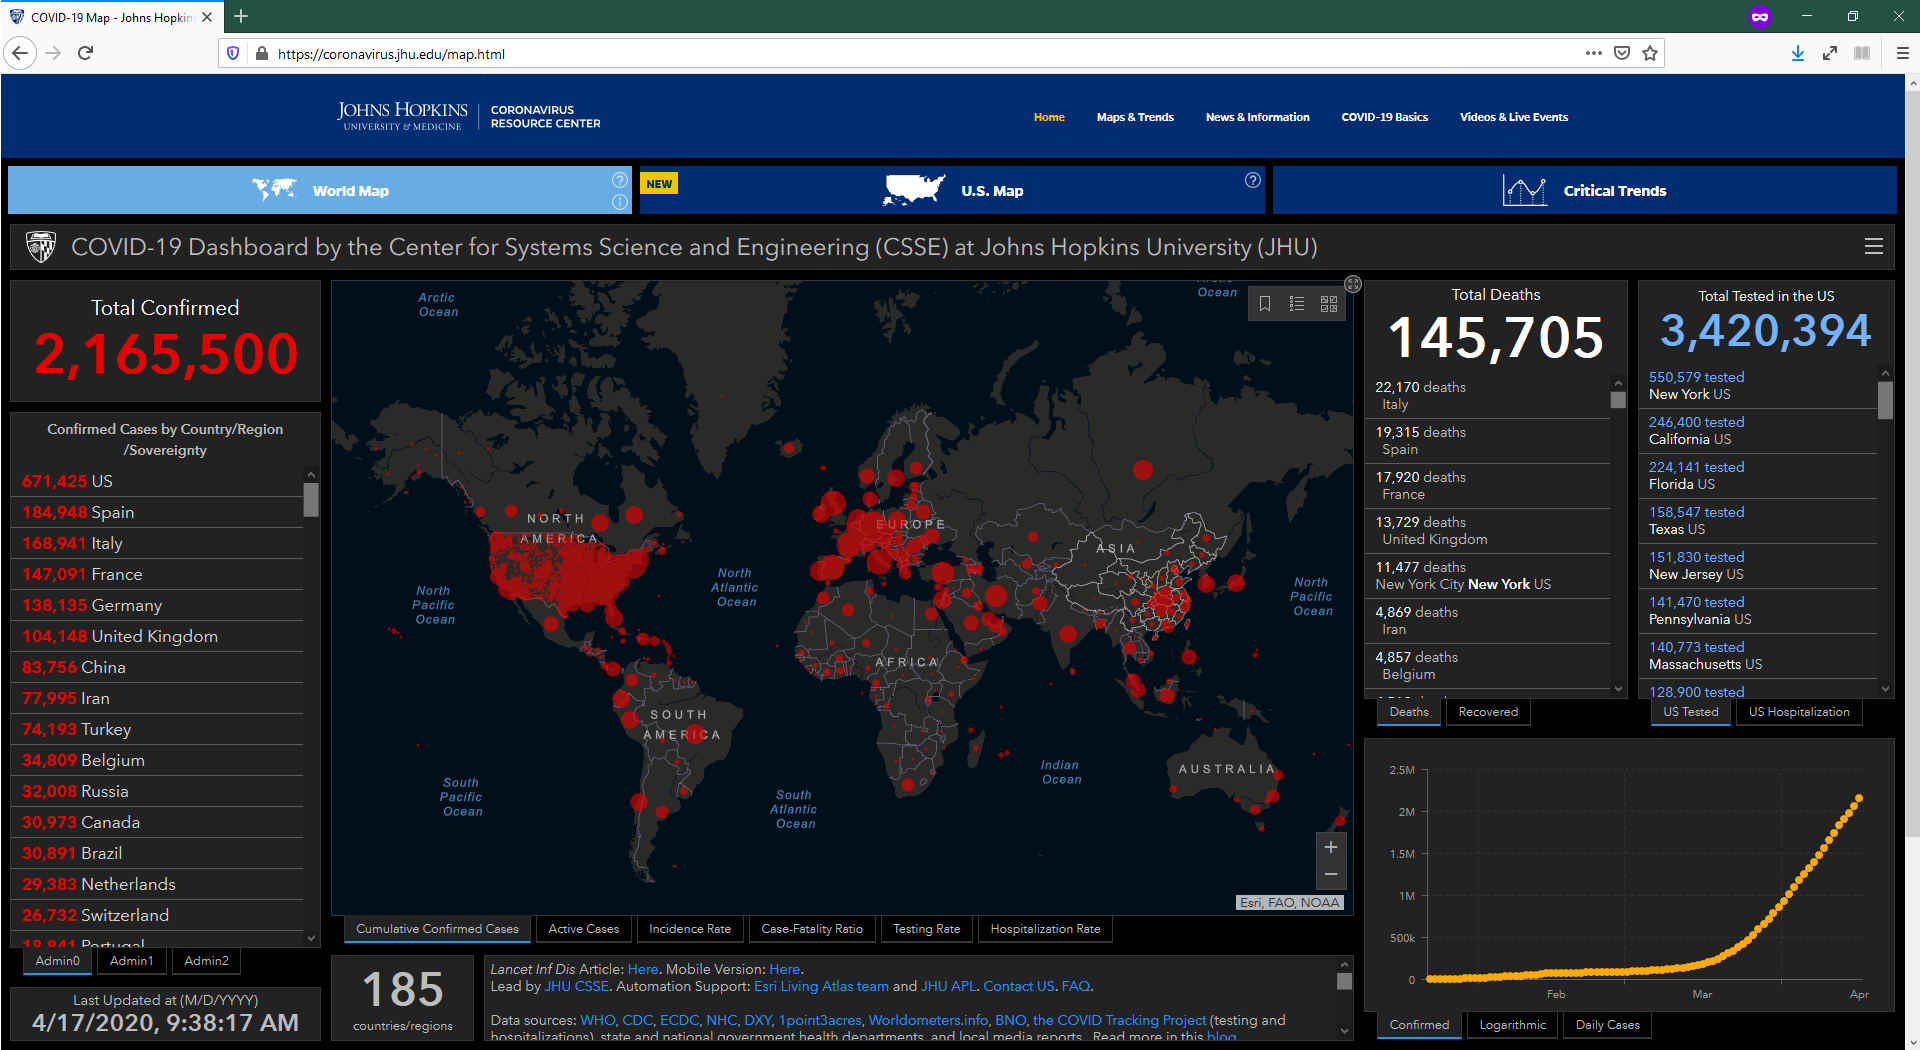 COVID-19 Map - Johns Hopkins
https://coronavirus.jhu.edu/map.html
JOHNS HOPKINS
UNIVERSITY & MEDICINE
CORONAVIRUS
RESOURCE CENTER
Home
Maps & Trends
News & Information
COVID-19 Basics
Videos & Live Events
World Map
NEW
U.S. Map
Critical Trends
COVID-19 Dashboard by the Center for Systems Science and Engineering (CSSE) at Johns Hopkins University (JHU)
Total Confirmed
2,165,500
Confirmed Cases by Country/Region
/Sovereignty
671,425 US
184,948 Spain
168,941 Italy
147,091 France
138,135 Germany
104,148 United Kingdom
83,756 China
77,995 Iran
74,193 Turkey
34,809 Belgium
32,008 Russia
30,973 Canada
30,891 Brazil
29,383 Netherlands
26,732 Switzerland
18,841 Portugal
Admin0
Admin1
Admin2
Last Updated at (M/D/YYYY)
4/17/2020, 9:38:17 AM
Arctic
Ocean
Ocean
NORTH
AMERICA
EUROPE
ASIA
North
Pacific
Ocean
North
Atlantic
Ocean
North
Pacific
Ocean
AFRICA
SOUTH
AMERICA
South
Pacific
Ocean
South
Atlantic
Ocean
Indian
Ocean
AUSTRALIA
Esri, FAO, NOAA
Cumulative Confirmed Cases
Active Cases
Incidence Rate
Case-Fatality Ratio
Testing Rate
Hospitalization Rate
185
countries/regions
Lancet Inf Dis Article: Here. Mobile Version: Here.
Lead by JHU CSSE. Automation Support: Esri Living Atlas team and JHU APL. Contact US. FAQ.
Data sources: WHO, CDC, ECDC, NHC, DXY, 1point3acres, Worldometers.info, BNO, the COVID Tracking Project (testing and
hospitalizations), state and national government health departments, and local media reports. Read more in this blog.
Total Deaths
145,705
22,170 deaths
Italy
19,315 deaths
Spain
17,920 deaths
France
13,729 deaths
United Kingdom
11,477 deaths
New York City New York US
4,869 deaths
Iran
4,857 deaths
Belgium
Deaths
Recovered
Total Tested in the US
3,420,394
550,579 tested
New York US
246,400 tested
California US
224,141 tested
Florida US
158,547 tested
Texas US
151,830 tested
New Jersey US
141,470 tested
Pennsylvania US
140,773 tested
Massachusetts US
128,900 tested
US Tested
US Hospitalization
2.5M
2M
1.5M
1M
500k
0
Feb
Mar
Apr
Confirmed
Logarithmic
Daily Cases